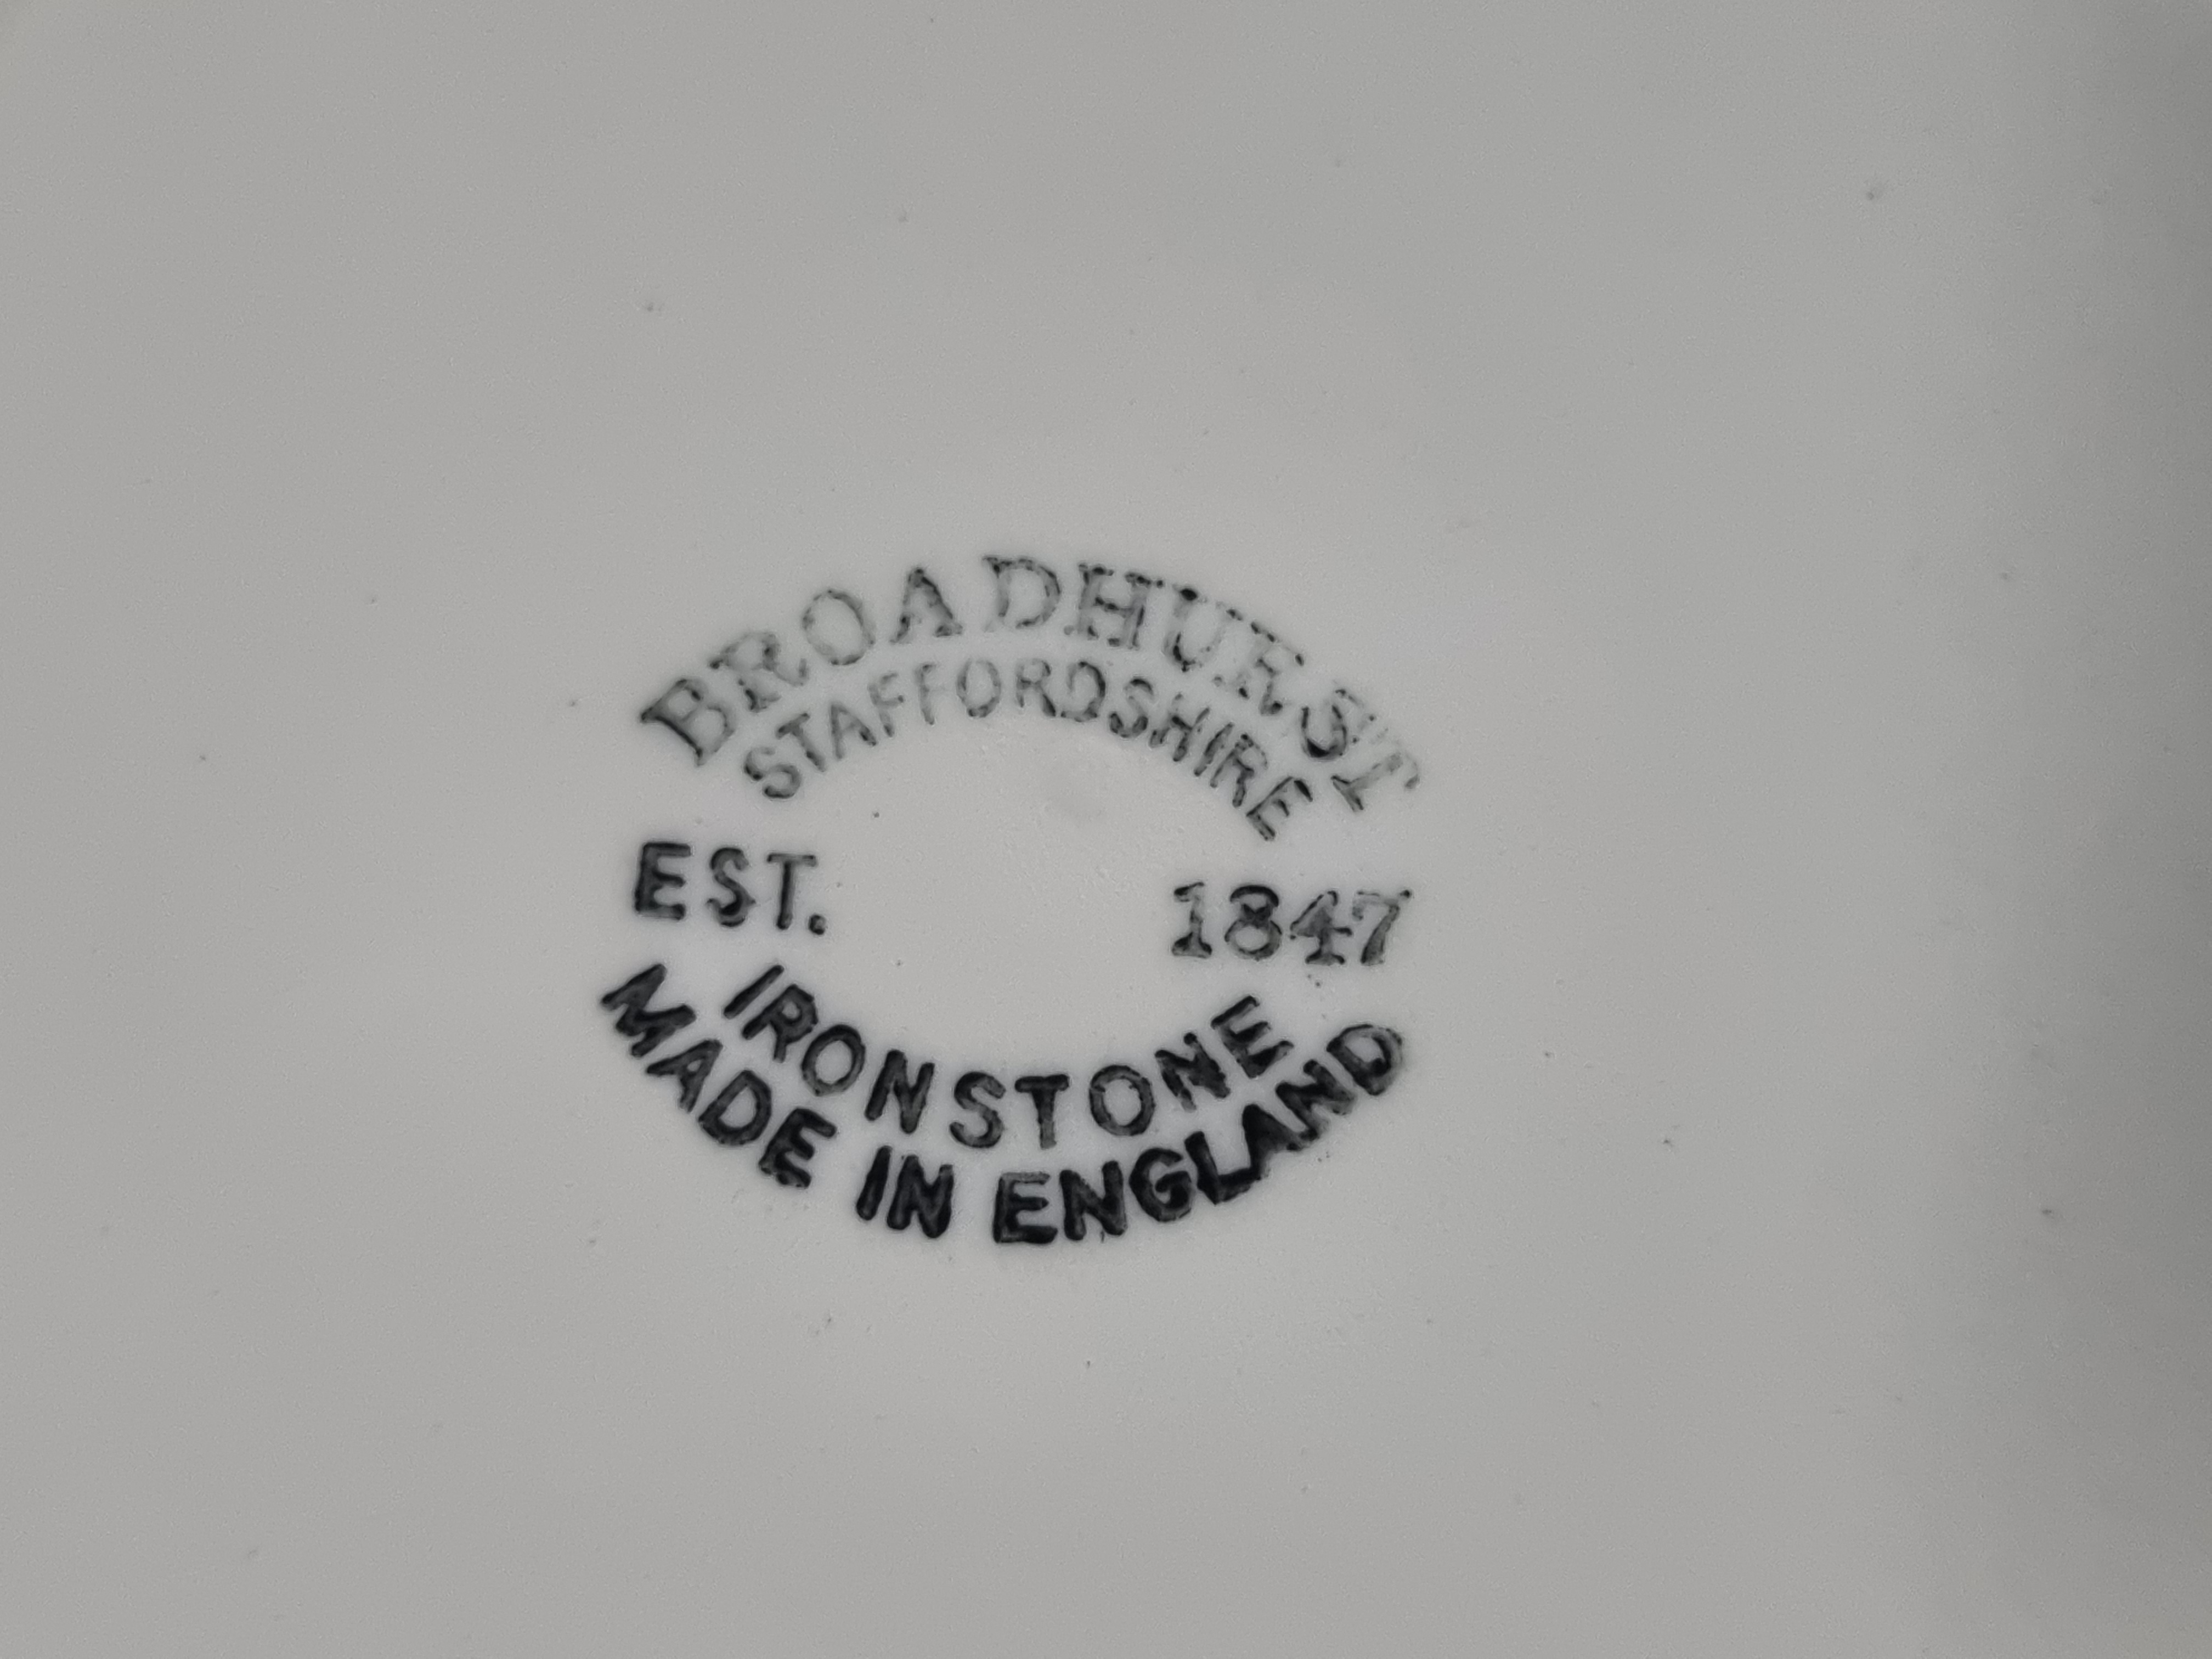 BROADHURST
STAFFORDSHIRE
EST. 1847
IRONSTONE
MADE IN ENGLAND